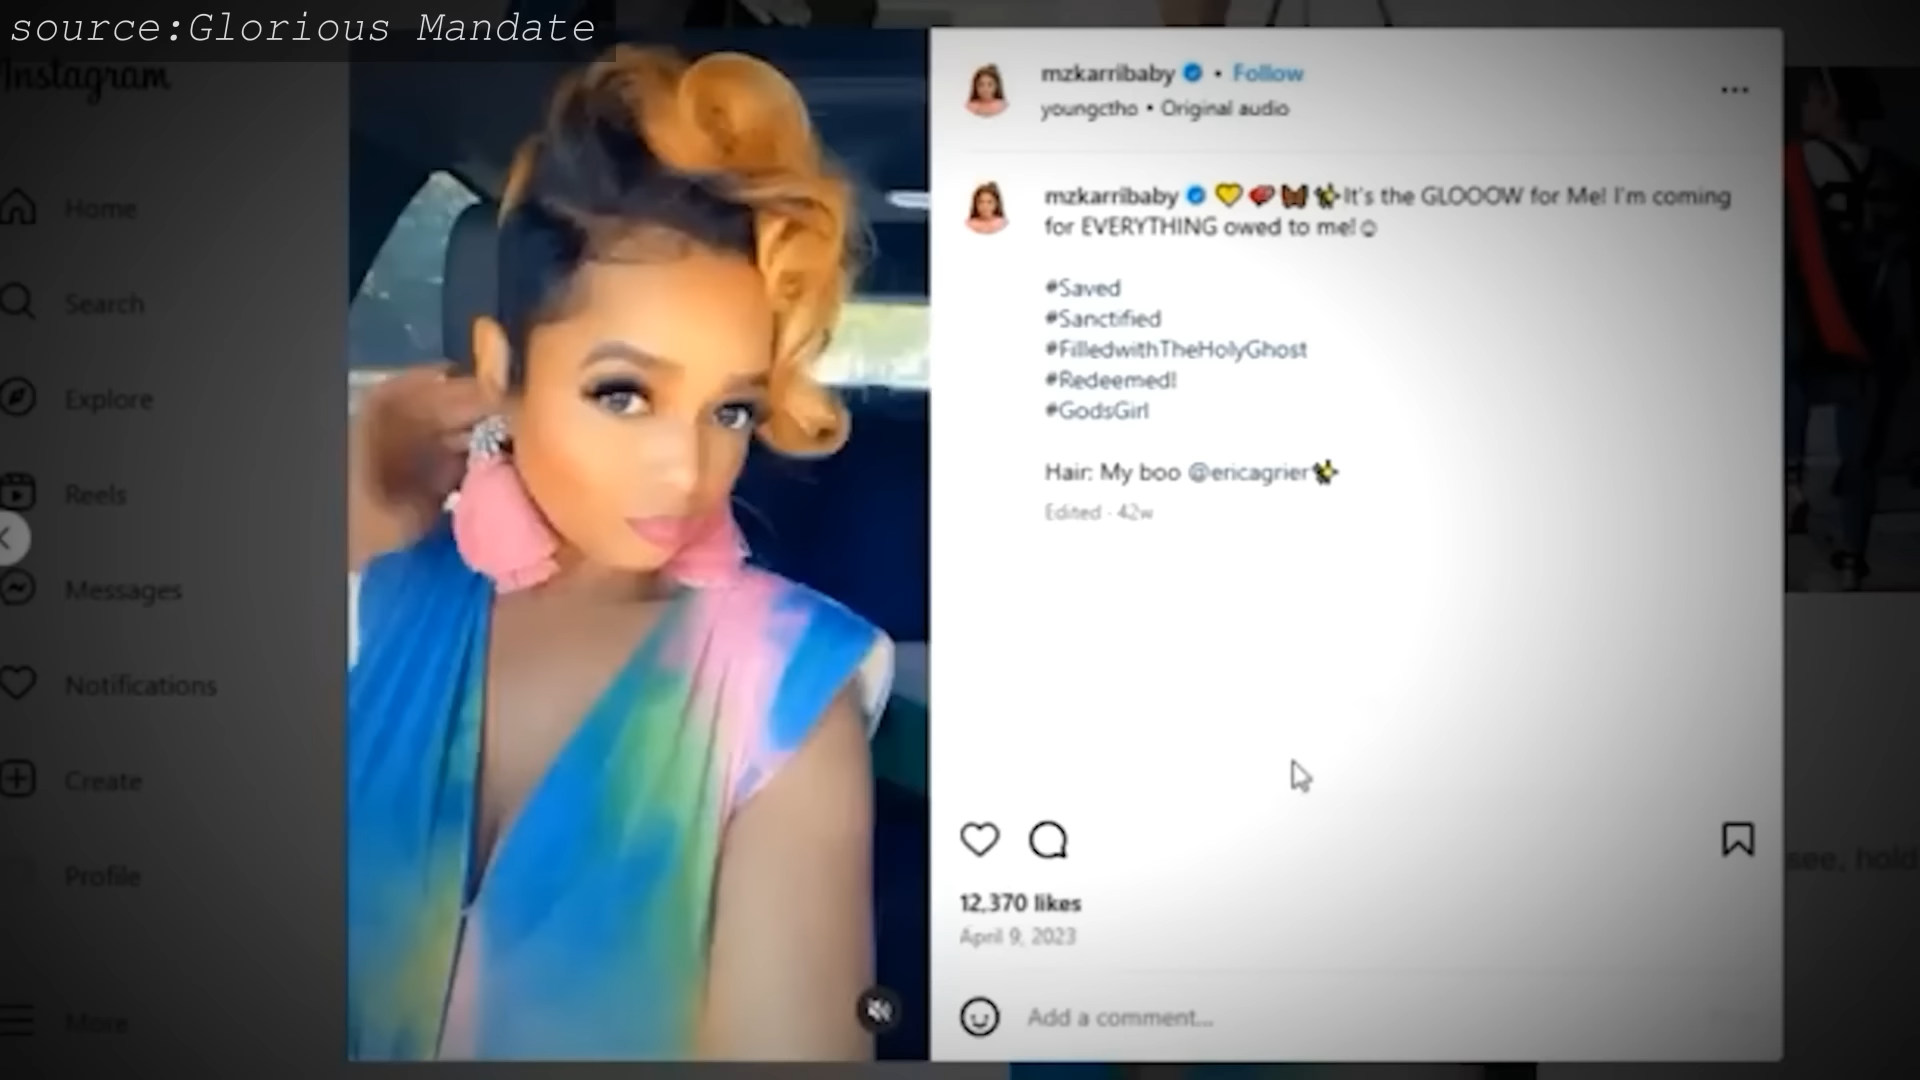 source:Glorious Mandate
Instagram
Home
Search
Explore
Reels
Messages
Notifications
Create
Profile
More
mzkarribaby • Follow
youngctho • Original audio
mzkarribaby 💛💋🦋✨It's the GLOOOW for Me! I'm coming
for EVERYTHING owed to me!☺
#Saved
#Sanctified
#FilledwithTheHolyGhost
#Redeemed!
#GodsGirl
Hair: My boo @ericagrier✨
Edited · 42w
12,370 likes
April 9, 2023
Add a comment...
see, hold